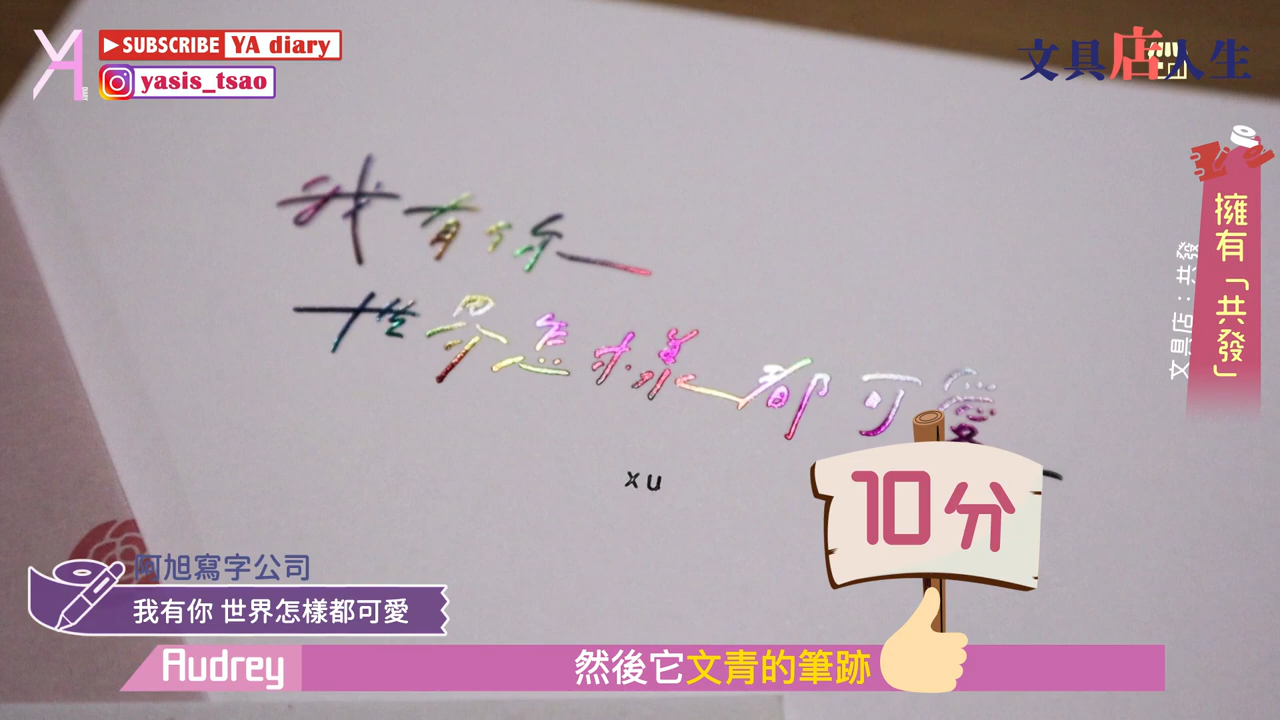 YA
DIARY
SUBSCRIBE YA diary
yasis_tsao
文具店人生
擁有「共發」
文具店：共發
我有你
世界怎樣都可愛
xu
10分
阿旭寫字公司
我有你 世界怎樣都可愛
Audrey
然後它文青的筆跡